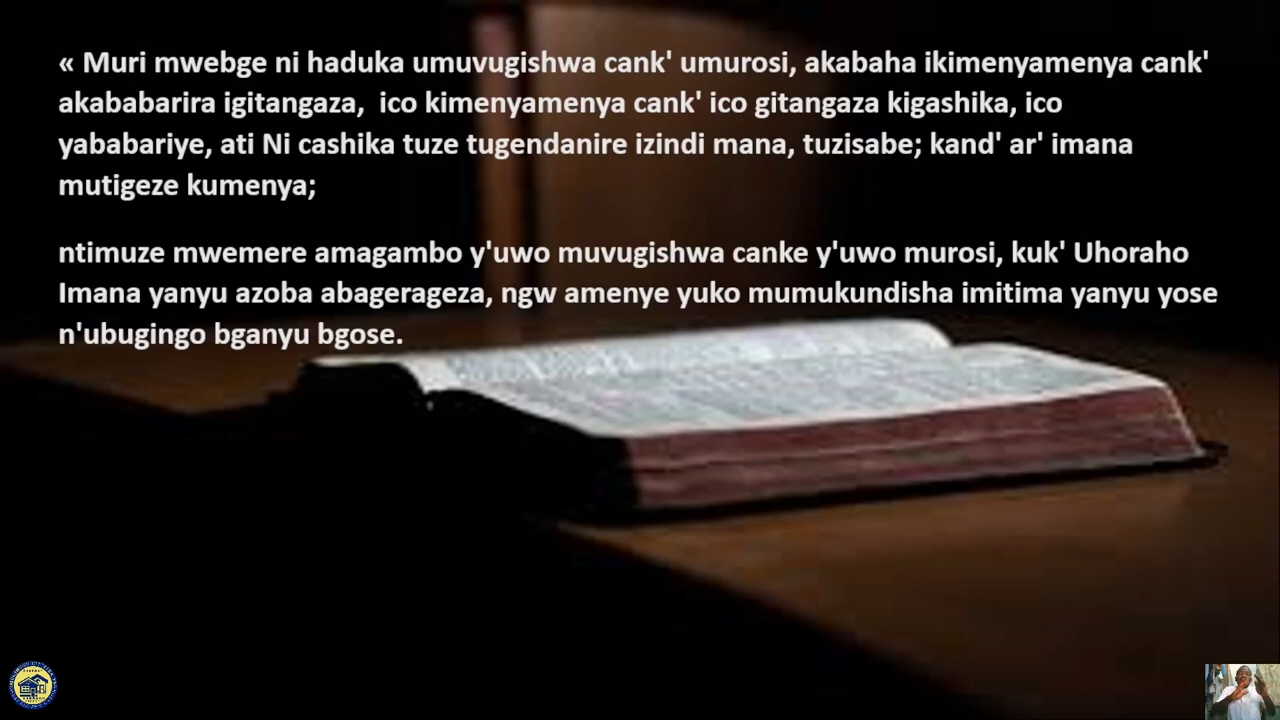 « Muri mwebge ni haduka umuvugishwa cank' umurosi, akabaha ikimenyamenya cank'
akababarira igitangaza,  ico kimenyamenya cank' ico gitangaza kigashika, ico
yababariye, ati Ni cashika tuze tugendanire izindi mana, tuzisabe; kand' ar' imana
mutigeze kumenya;
ntimuze mwemere amagambo y'uwo muvugishwa canke y'uwo murosi, kuk' Uhoraho
Imana yanyu azoba abagerageza, ngw amenye yuko mumukundisha imitima yanyu yose
n'ubugingo bganyu bgose.